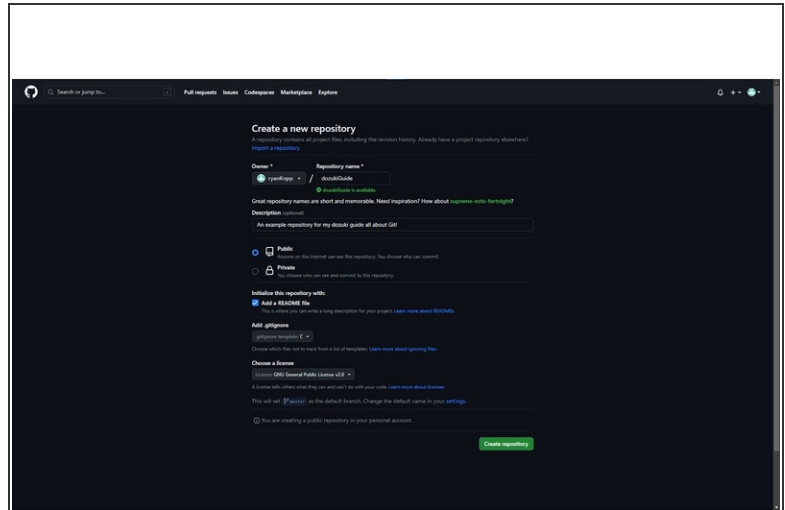 Search or jump to...
/
Pull requests Issues Codespaces Marketplace Explore
Create a new repository
A repository contains all project files, including the revision history. Already have a project repository elsewhere?
Import a repository.
Owner * Repository name *
ryanKopp / dozukiGuide
dozukiGuide is available.
Great repository names are short and memorable. Need inspiration? How about supreme-octo-fortnight?
Description (optional)
An example repository for my dozuki guide all about Git!
Public
Anyone on the internet can see this repository. You choose who can commit.
Private
You choose who can see and commit to this repository.
Initialize this repository with:
Add a README file
This is where you can write a long description for your project. Learn more about READMEs.
Add .gitignore
.gitignore template: C
Choose which files not to track from a list of templates. Learn more about ignoring files.
Choose a license
License: GNU General Public License v2.0
A license tells others what they can and can't do with your code. Learn more about licenses.
This will set master as the default branch. Change the default name in your settings.
You are creating a public repository in your personal account.
Create repository